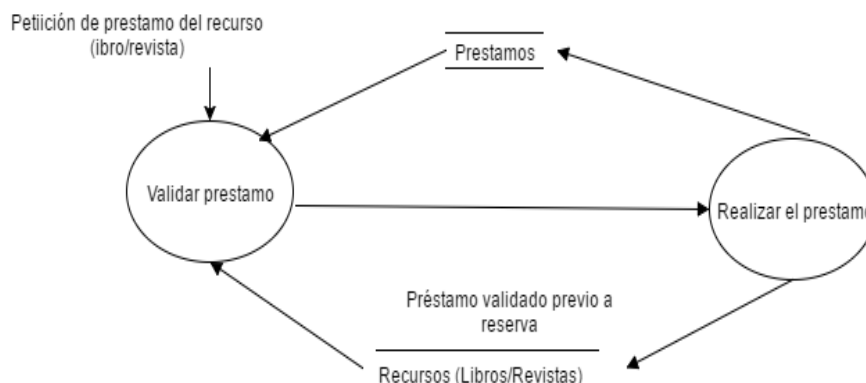 Petiición de prestamo del recurso
(ibro/revista)
Prestamos
Validar prestamo
Realizar el prestamo
Préstamo validado previo a
reserva
Recursos (Libros/Revistas)